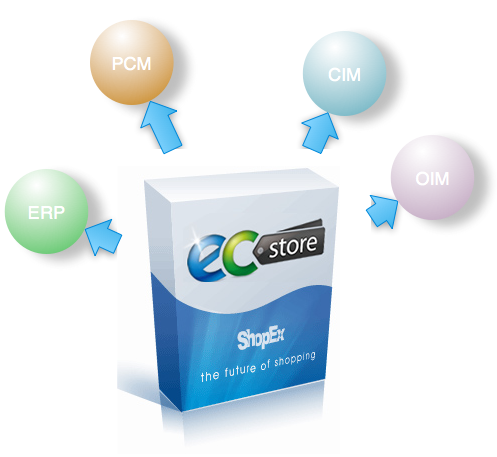 PCM
CIM
OIM
ERP
ec store
ShopEx
the future of shopping